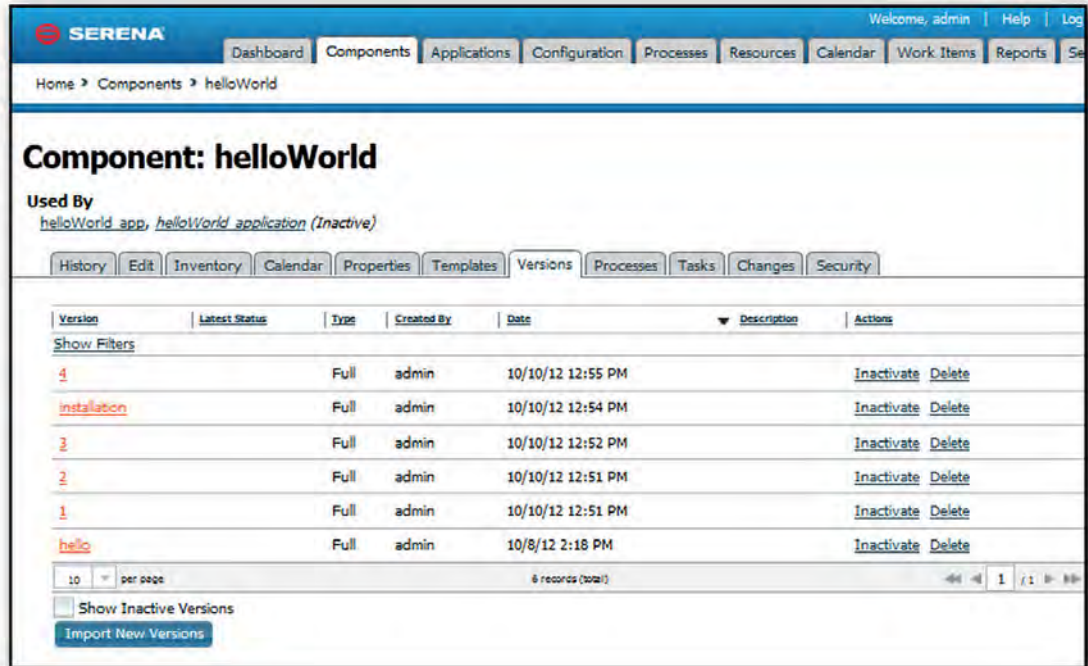 Welcome, admin | Help | Log
SERENA
Dashboard Components Applications Configuration Processes Resources Calendar Work Items Reports Se
Home > Components > helloWorld
Component: helloWorld
Used By
helloWorld app, helloWorld application (Inactive)
History Edit Inventory Calendar Properties Templates Versions Processes Tasks Changes Security
Version Latest Status Type Created By Date Description Actions
Show Filters
4 Full admin 10/10/12 12:55 PM Inactivate Delete
installation Full admin 10/10/12 12:54 PM Inactivate Delete
3 Full admin 10/10/12 12:52 PM Inactivate Delete
2 Full admin 10/10/12 12:51 PM Inactivate Delete
1 Full admin 10/10/12 12:51 PM Inactivate Delete
hello Full admin 10/8/12 2:18 PM Inactivate Delete
10 per page 6 records (total) 1 / 1
Show Inactive Versions
Import New Versions